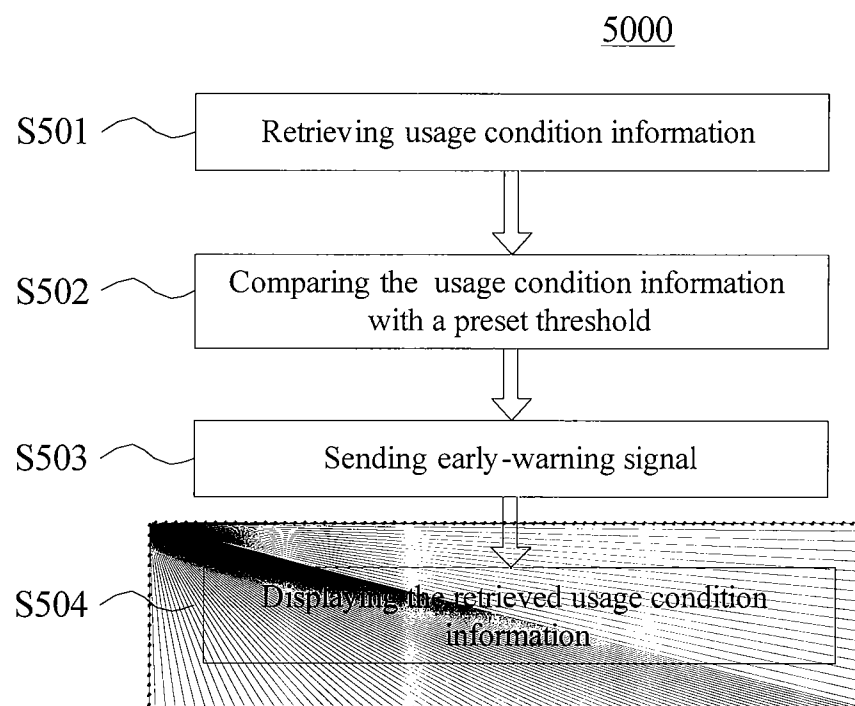 5000
S501
Retrieving usage condition information
S502
Comparing the usage condition information
with a preset threshold
S503
Sending early-warning signal
S504
Displaying the retrieved usage condition
information